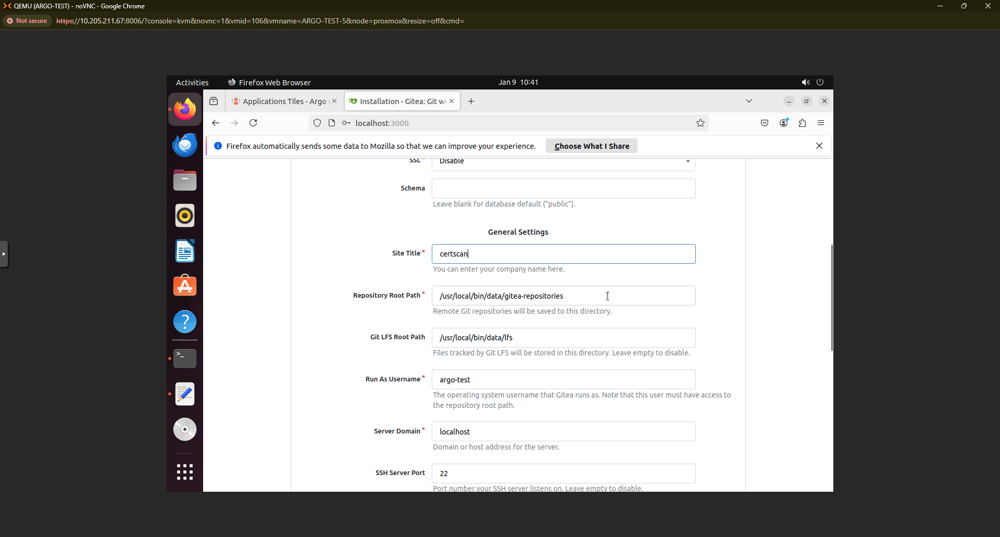 QEMU (ARGO-TEST) - noVNC - Google Chrome
Not secure https://10.205.211.67:8006/?console=kvm&novnc=1&vmid=106&vmname=ARGO-TEST-5&node=proxmox&resize=off&cmd=
Activities Firefox Web Browser Jan 9 10:41
Applications Tiles - Argo Installation - Gitea: Git wi
localhost:3000
Firefox automatically sends some data to Mozilla so that we can improve your experience. Choose What I Share
SSL * Disable
Schema
Leave blank for database default ("public").
General Settings
Site Title * certscan
You can enter your company name here.
Repository Root Path * /usr/local/bin/data/gitea-repositories
Remote Git repositories will be saved to this directory.
Git LFS Root Path /usr/local/bin/data/lfs
Files tracked by Git LFS will be stored in this directory. Leave empty to disable.
Run As Username * argo-test
The operating system username that Gitea runs as. Note that this user must have access to
the repository root path.
Server Domain * localhost
Domain or host address for the server.
SSH Server Port 22
Port number your SSH server listens on. Leave empty to disable.